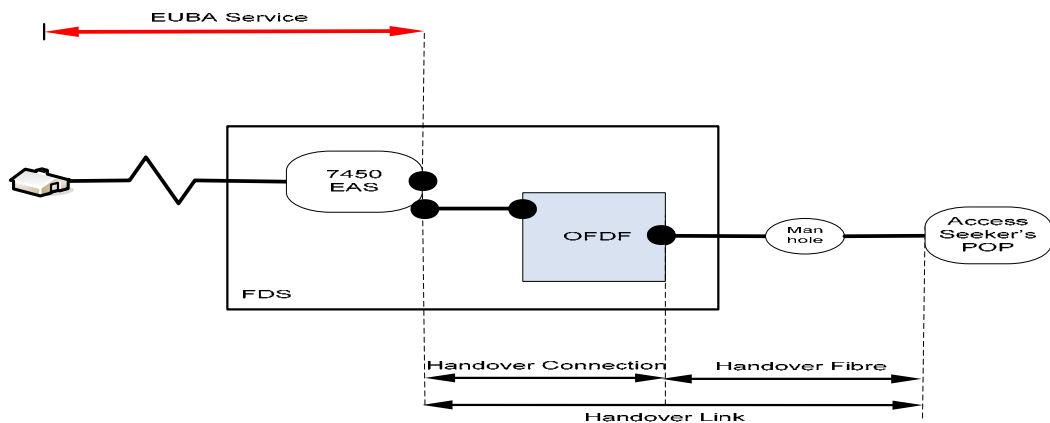 EUBA Service
7450
EAS
OFDF
Man
hole
Access
Seeker's
POP
FDS
Handover Connection
Handover Fibre
Handover Link